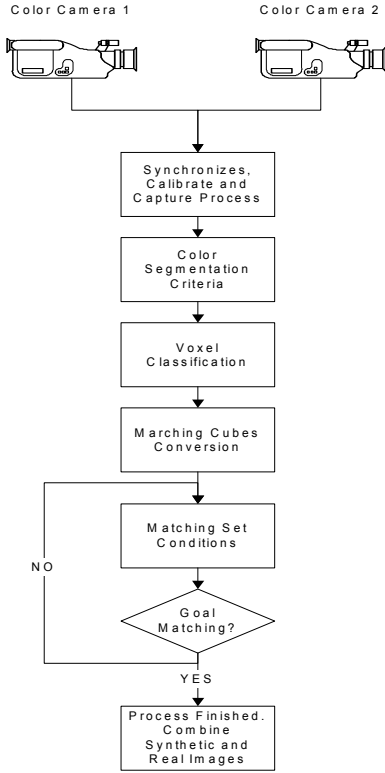 Color Camera 1
Color Camera 2
Synchronizes,
Calibrate and
Capture Process
Color
Segmentation
Criteria
Voxel
Classification
Marching Cubes
Conversion
Matching Set
Conditions
NO
Goal
Matching?
YES
Process Finished.
Combine
Synthetic and
Real Images